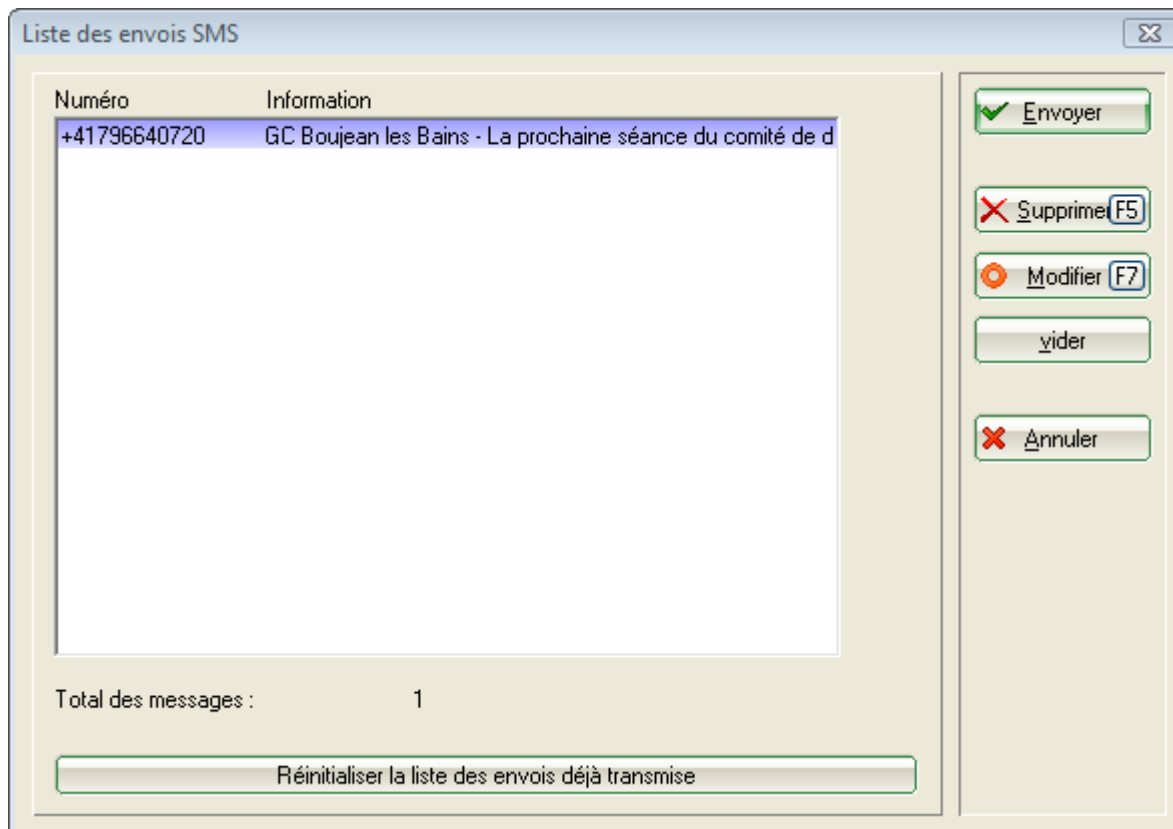 Liste des envois SMS
Numéro Information
+41796640720 GC Boujean les Bains - La prochaine séance du comité de d
Total des messages : 1
Réinitialiser la liste des envois déjà transmise
Envoyer
Supprimer F5
Modifier F7
vider
Annuler